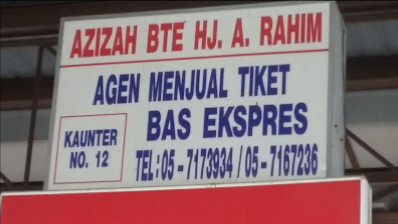 AZIZAH BTE HJ. A. RAHIM
AGEN MENJUAL TIKET
BAS EKSPRES
KAUNTER
NO. 12
TEL: 05 - 7173934 / 05 - 7167236